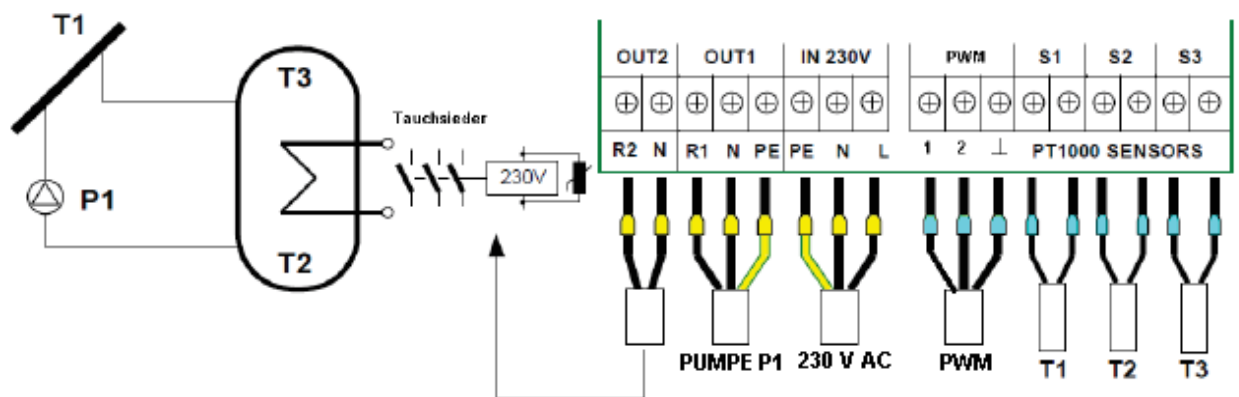 T1
T3
Tauchsieder
230V
P1
T2
OUT2 OUT1 IN 230V PWM S1 S2 S3
R2 N R1 N PE PE N L 1 2 ⊥ PT1000 SENSORS
PUMPE P1 230 V AC PWM T1 T2 T3